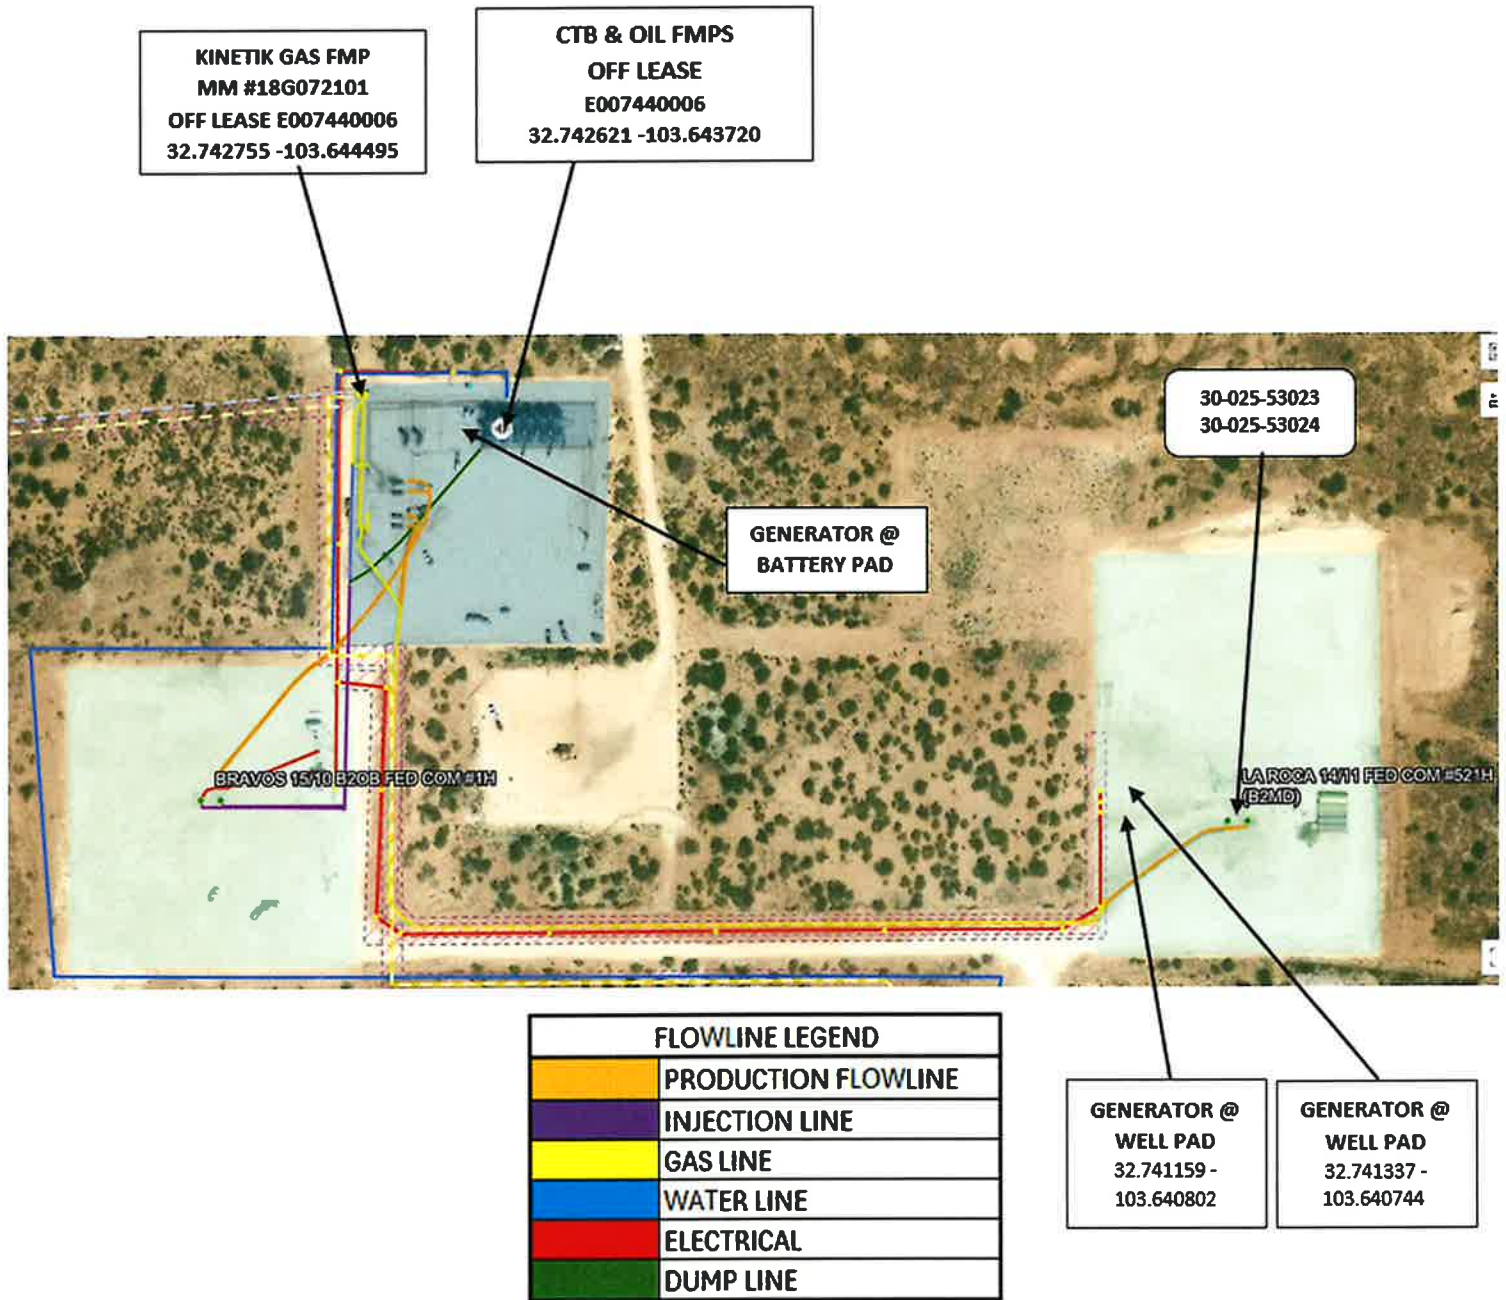 KINETIK GAS FMP
MM #18G072101
OFF LEASE E007440006
32.742755 -103.644495
CTB & OIL FMPS
OFF LEASE
E007440006
32.742621 -103.643720
30-025-53023
30-025-53024
GENERATOR @
BATTERY PAD
BRAVOS 15/10 B2OB FED COM #1H
LA ROCA 14/11 FED COM #521H
(B2MD)
FLOWLINE LEGEND
PRODUCTION FLOWLINE
INJECTION LINE
GAS LINE
WATER LINE
ELECTRICAL
DUMP LINE
GENERATOR @
WELL PAD
32.741159 -
103.640802
GENERATOR @
WELL PAD
32.741337 -
103.640744